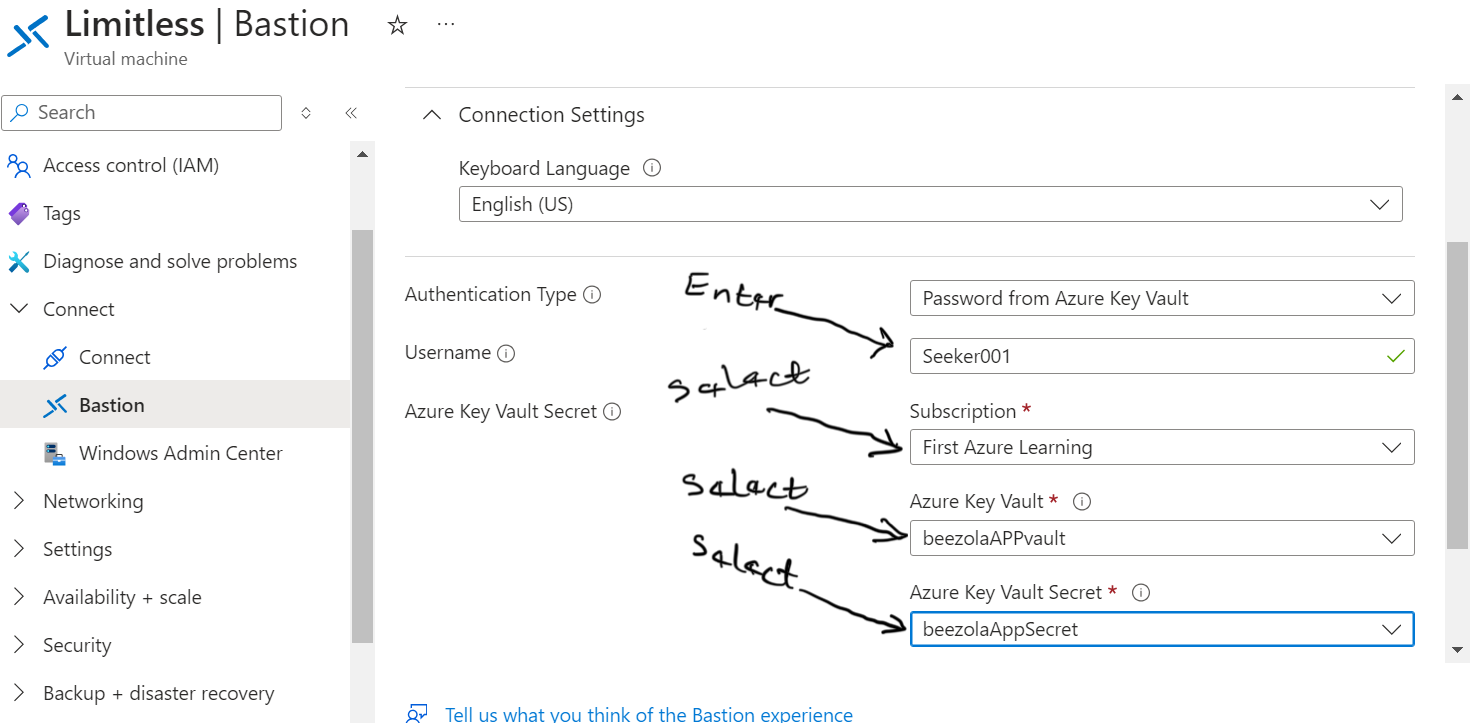 Limitless | Bastion
Virtual machine
Search
Access control (IAM)
Tags
Diagnose and solve problems
Connect
Connect
Bastion
Windows Admin Center
Networking
Settings
Availability + scale
Security
Backup + disaster recovery
Connection Settings
Keyboard Language
English (US)
Authentication Type
Enter
Password from Azure Key Vault
Username
Seeker001
Salact
Azure Key Vault Secret
Subscription *
First Azure Learning
Salact
Azure Key Vault *
beezolaAPPvault
Salact
Azure Key Vault Secret *
beezolaAppSecret
Tell us what you think of the Bastion experience